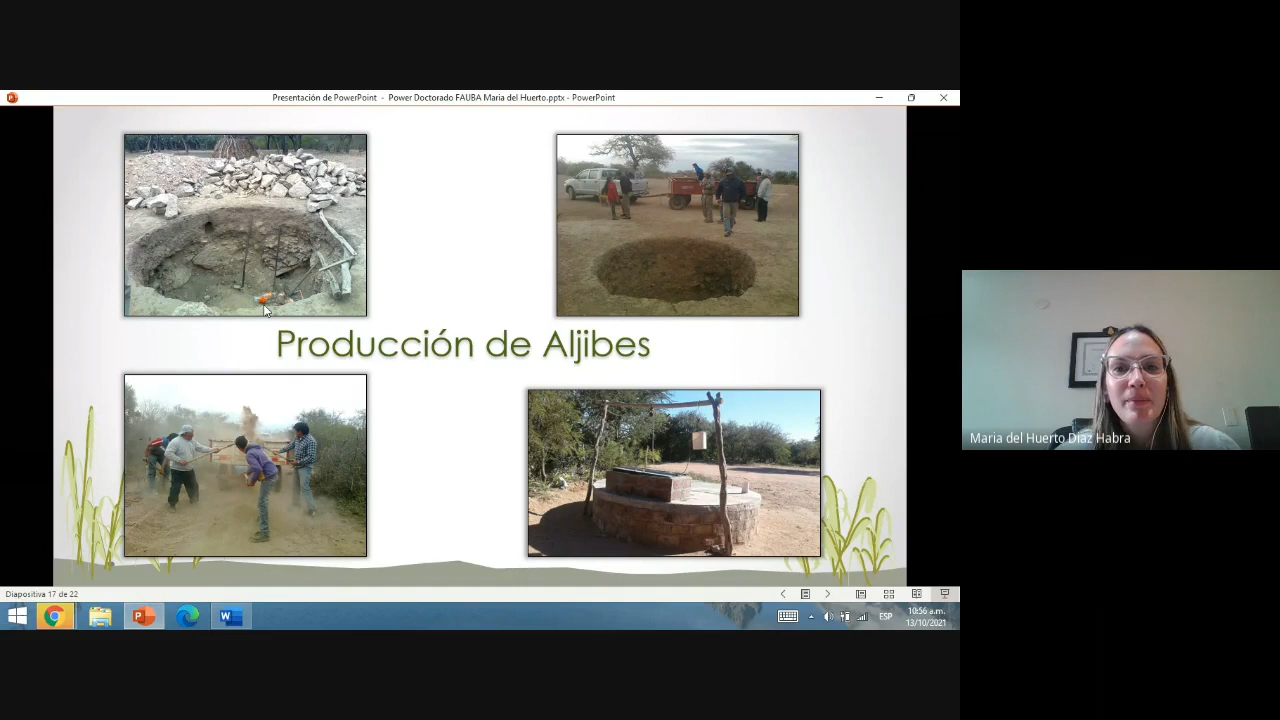 Presentación de PowerPoint - Power Doctorado FAUBA Maria del Huerto.pptx - PowerPoint
Producción de Aljibes
Maria del Huerto Diaz Habra
Diapositiva 17 de 22
ESP
10:56 a.m.
13/10/2021